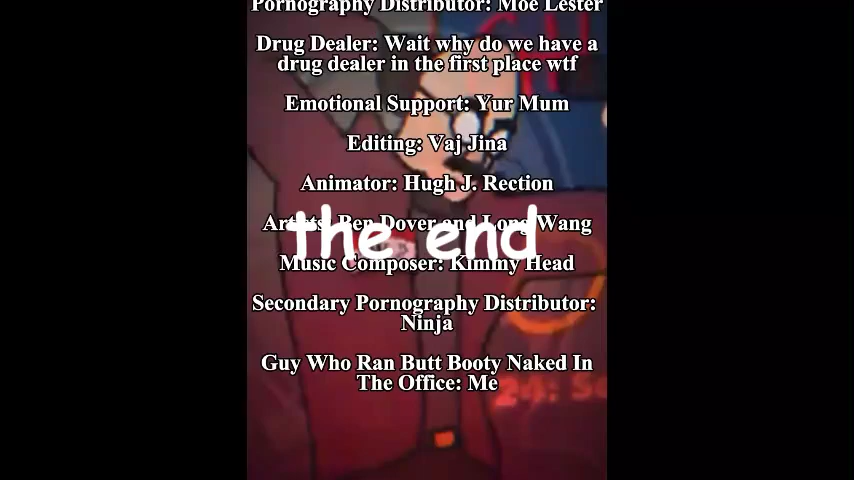 Pornography Distributor: Moe Lester
Drug Dealer: Wait why do we have a
drug dealer in the first place wtf
Emotional Support: Yur Mum
Editing: Vaj Jina
Animator: Hugh J. Rection
Artists: Ben Dover and Long Wang
the end
Music Composer: Kimmy Head
Secondary Pornography Distributor:
Ninja
Guy Who Ran Butt Booty Naked In
The Office: Me
24: